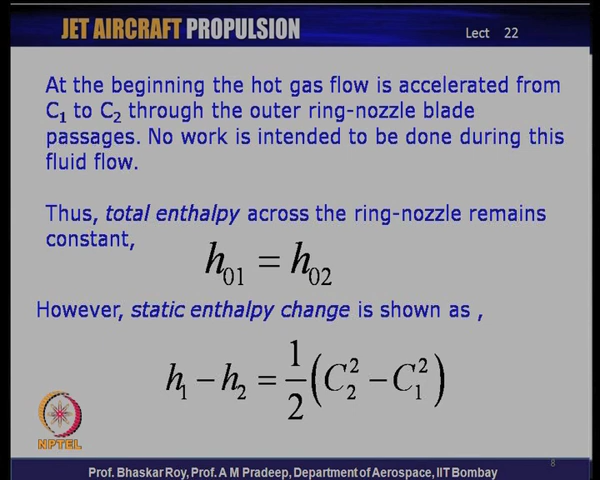 JET AIRCRAFT PROPULSION Lect 22
At the beginning the hot gas flow is accelerated from
C₁ to C₂ through the outer ring-nozzle blade
passages. No work is intended to be done during this
fluid flow.
Thus, total enthalpy across the ring-nozzle remains
constant,
h₀₁ = h₀₂
However, static enthalpy change is shown as ,
h₁ − h₂ = 1/2 (C₂² − C₁²)
NPTEL
8
Prof. Bhaskar Roy, Prof. A M Pradeep, Department of Aerospace, IIT Bombay